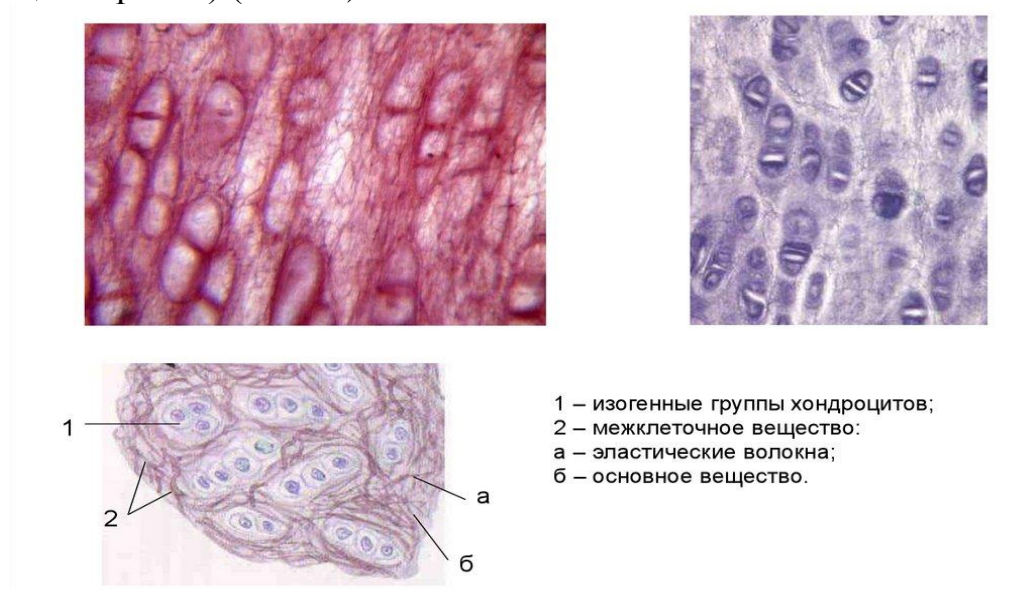 1
2
а
б
1 – изогенные группы хондроцитов;
2 – межклеточное вещество:
а – эластические волокна;
б – основное вещество.